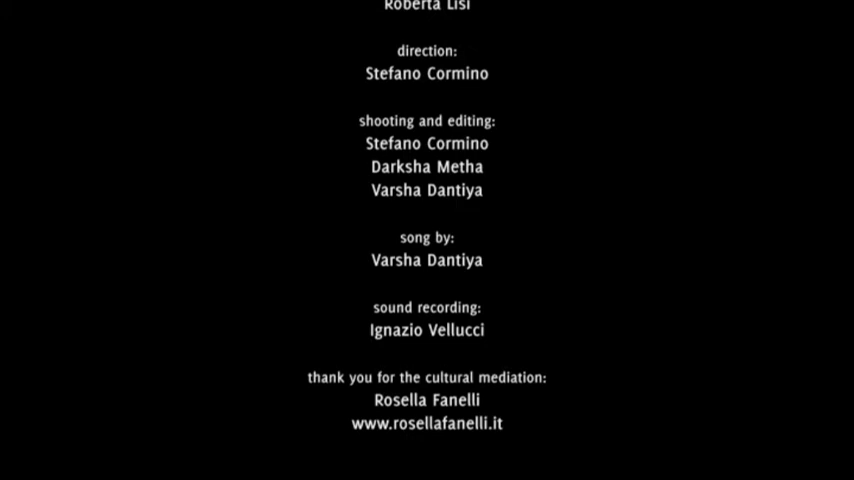 Roberta Lisi
direction:
Stefano Cormino
shooting and editing:
Stefano Cormino
Darksha Metha
Varsha Dantiya
song by:
Varsha Dantiya
sound recording:
Ignazio Vellucci
thank you for the cultural mediation:
Rosella Fanelli
www.rosellafanelli.it